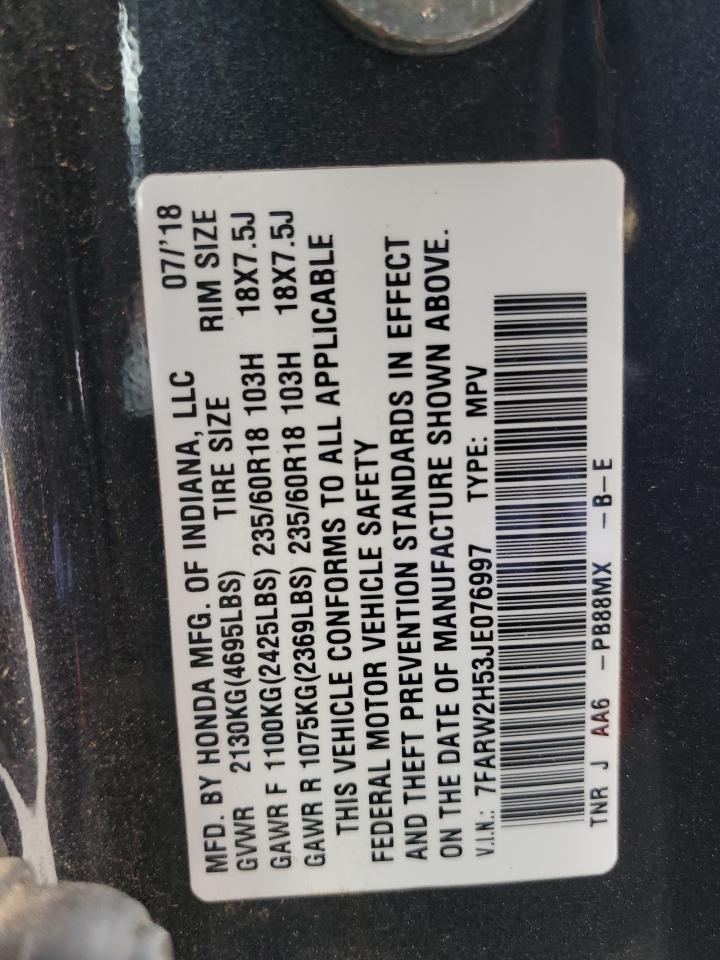 MFD. BY HONDA MFG. OF INDIANA, LLC 07/'18
GVWR 2130KG(4695LBS) TIRE SIZE RIM SIZE
GAWR F 1100KG(2425LBS) 235/60R18 103H 18X7.5J
GAWR R 1075KG(2369LBS) 235/60R18 103H 18X7.5J
THIS VEHICLE CONFORMS TO ALL APPLICABLE
FEDERAL MOTOR VEHICLE SAFETY
AND THEFT PREVENTION STANDARDS IN EFFECT
ON THE DATE OF MANUFACTURE SHOWN ABOVE.
V.I.N.: 7FARW2H53JE076997 TYPE: MPV
TNR J AA6 -PB88MX -B-E